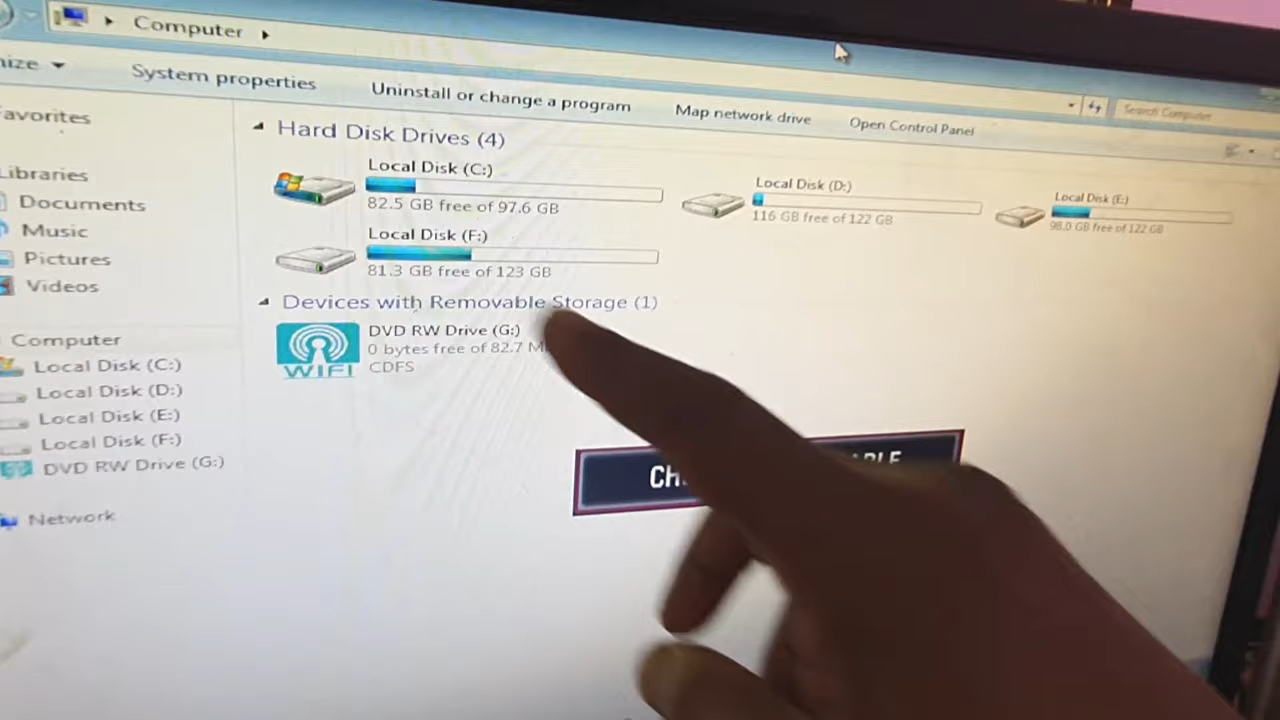 Computer
System properties
Uninstall or change a program
Map network drive
Open Control Panel
Search Computer
Hard Disk Drives (4)
Local Disk (C:)
82.5 GB free of 97.6 GB
Local Disk (D:)
116 GB free of 122 GB
Local Disk (E:)
98.0 GB free of 122 GB
Local Disk (F:)
81.3 GB free of 123 GB
Devices with Removable Storage (1)
DVD RW Drive (G:)
0 bytes free of 82.7 M
CDFS
WIFI
avorites
ibraries
Documents
Music
Pictures
Videos
Computer
Local Disk (C:)
Local Disk (D:)
Local Disk (E:)
Local Disk (F:)
DVD RW Drive (G:)
Network